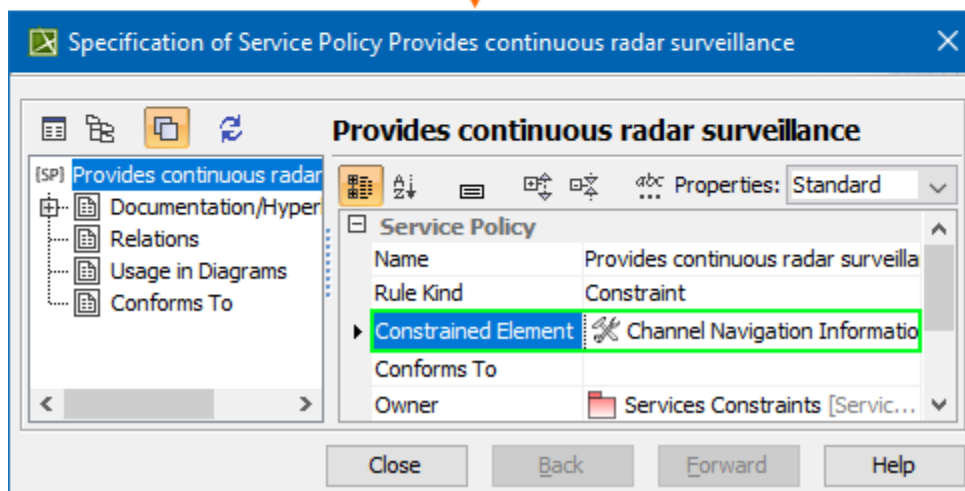 Specification of Service Policy Provides continuous radar surveillance
Provides continuous radar surveillance
{SP} Provides continuous radar
Documentation/Hyper
Relations
Usage in Diagrams
Conforms To
abc Properties: Standard
Service Policy
Name Provides continuous radar surveilla
Rule Kind Constraint
Constrained Element Channel Navigation Informatio
Conforms To
Owner Services Constraints [Servic...
Close Back Forward Help